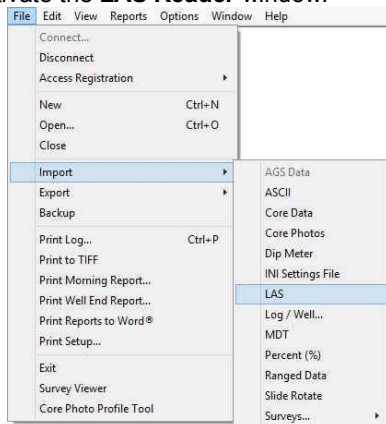 the LAS Reader window
File Edit View Reports Options Window Help
Connect...
Disconnect
Access Registration
New Ctrl+N
Open... Ctrl+O
Close
Import
Export
Backup
Print Log... Ctrl+P
Print to TIFF
Print Morning Report...
Print Well End Report...
Print Reports to Word®
Print Setup...
Exit
Survey Viewer
Core Photo Profile Tool
AGS Data
ASCII
Core Data
Core Photos
Dip Meter
INI Settings File
LAS
Log / Well...
MDT
Percent (%)
Ranged Data
Slide Rotate
Surveys...